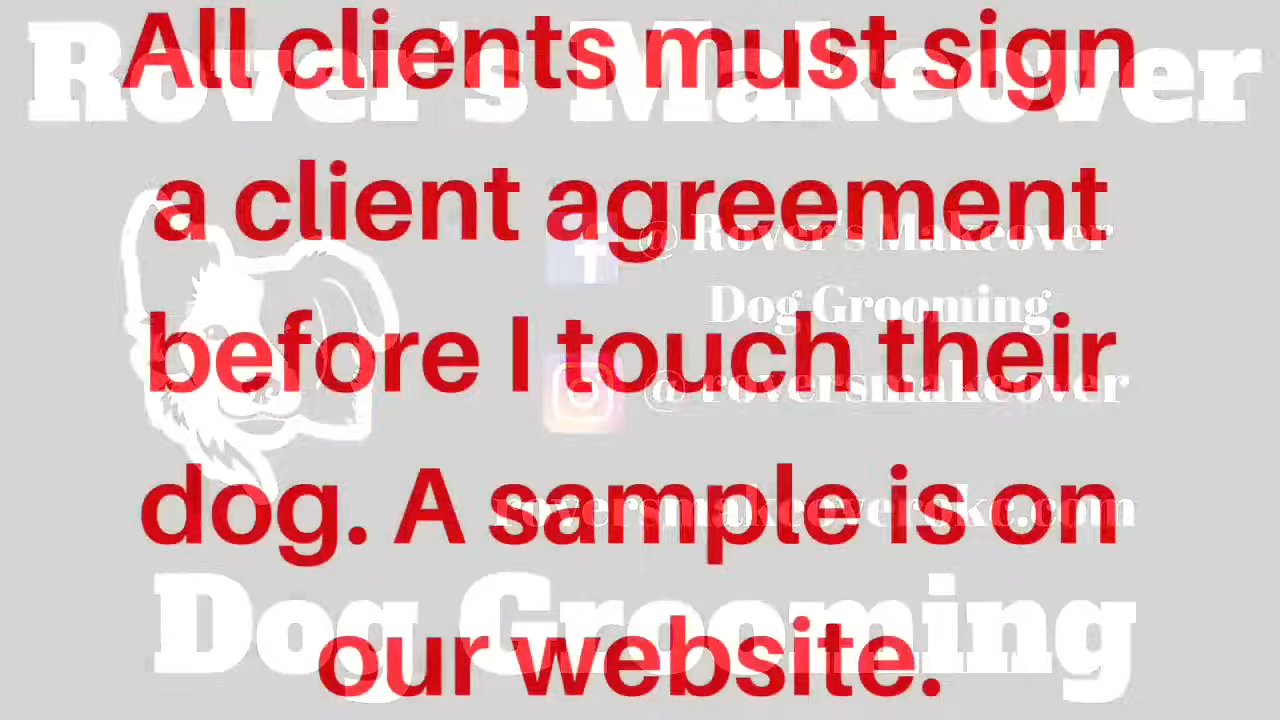 Rover's Makeover
All clients must sign
a client agreement
before I touch their
dog. A sample is on
our website.
@ Rover's Makeover
Dog Grooming
@ roversmakeover
Dog Grooming